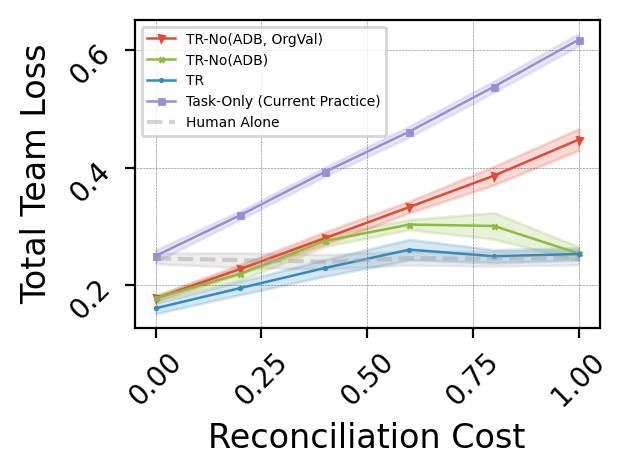 Total Team Loss
0.6
0.4
0.2
TR-No(ADB, OrgVal)
TR-No(ADB)
TR
Task-Only (Current Practice)
Human Alone
0.00
0.25
0.50
0.75
1.00
Reconciliation Cost